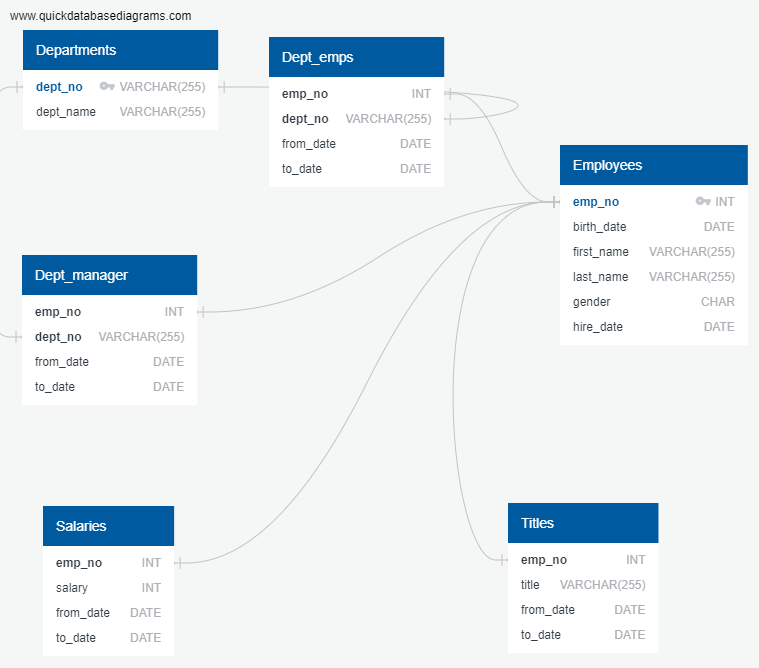 www.quickdatabasediagrams.com
Departments
dept_no VARCHAR(255)
dept_name VARCHAR(255)
Dept_emps
emp_no INT
dept_no VARCHAR(255)
from_date DATE
to_date DATE
Employees
emp_no INT
birth_date DATE
first_name VARCHAR(255)
last_name VARCHAR(255)
gender CHAR
hire_date DATE
Dept_manager
emp_no INT
dept_no VARCHAR(255)
from_date DATE
to_date DATE
Salaries
emp_no INT
salary INT
from_date DATE
to_date DATE
Titles
emp_no INT
title VARCHAR(255)
from_date DATE
to_date DATE